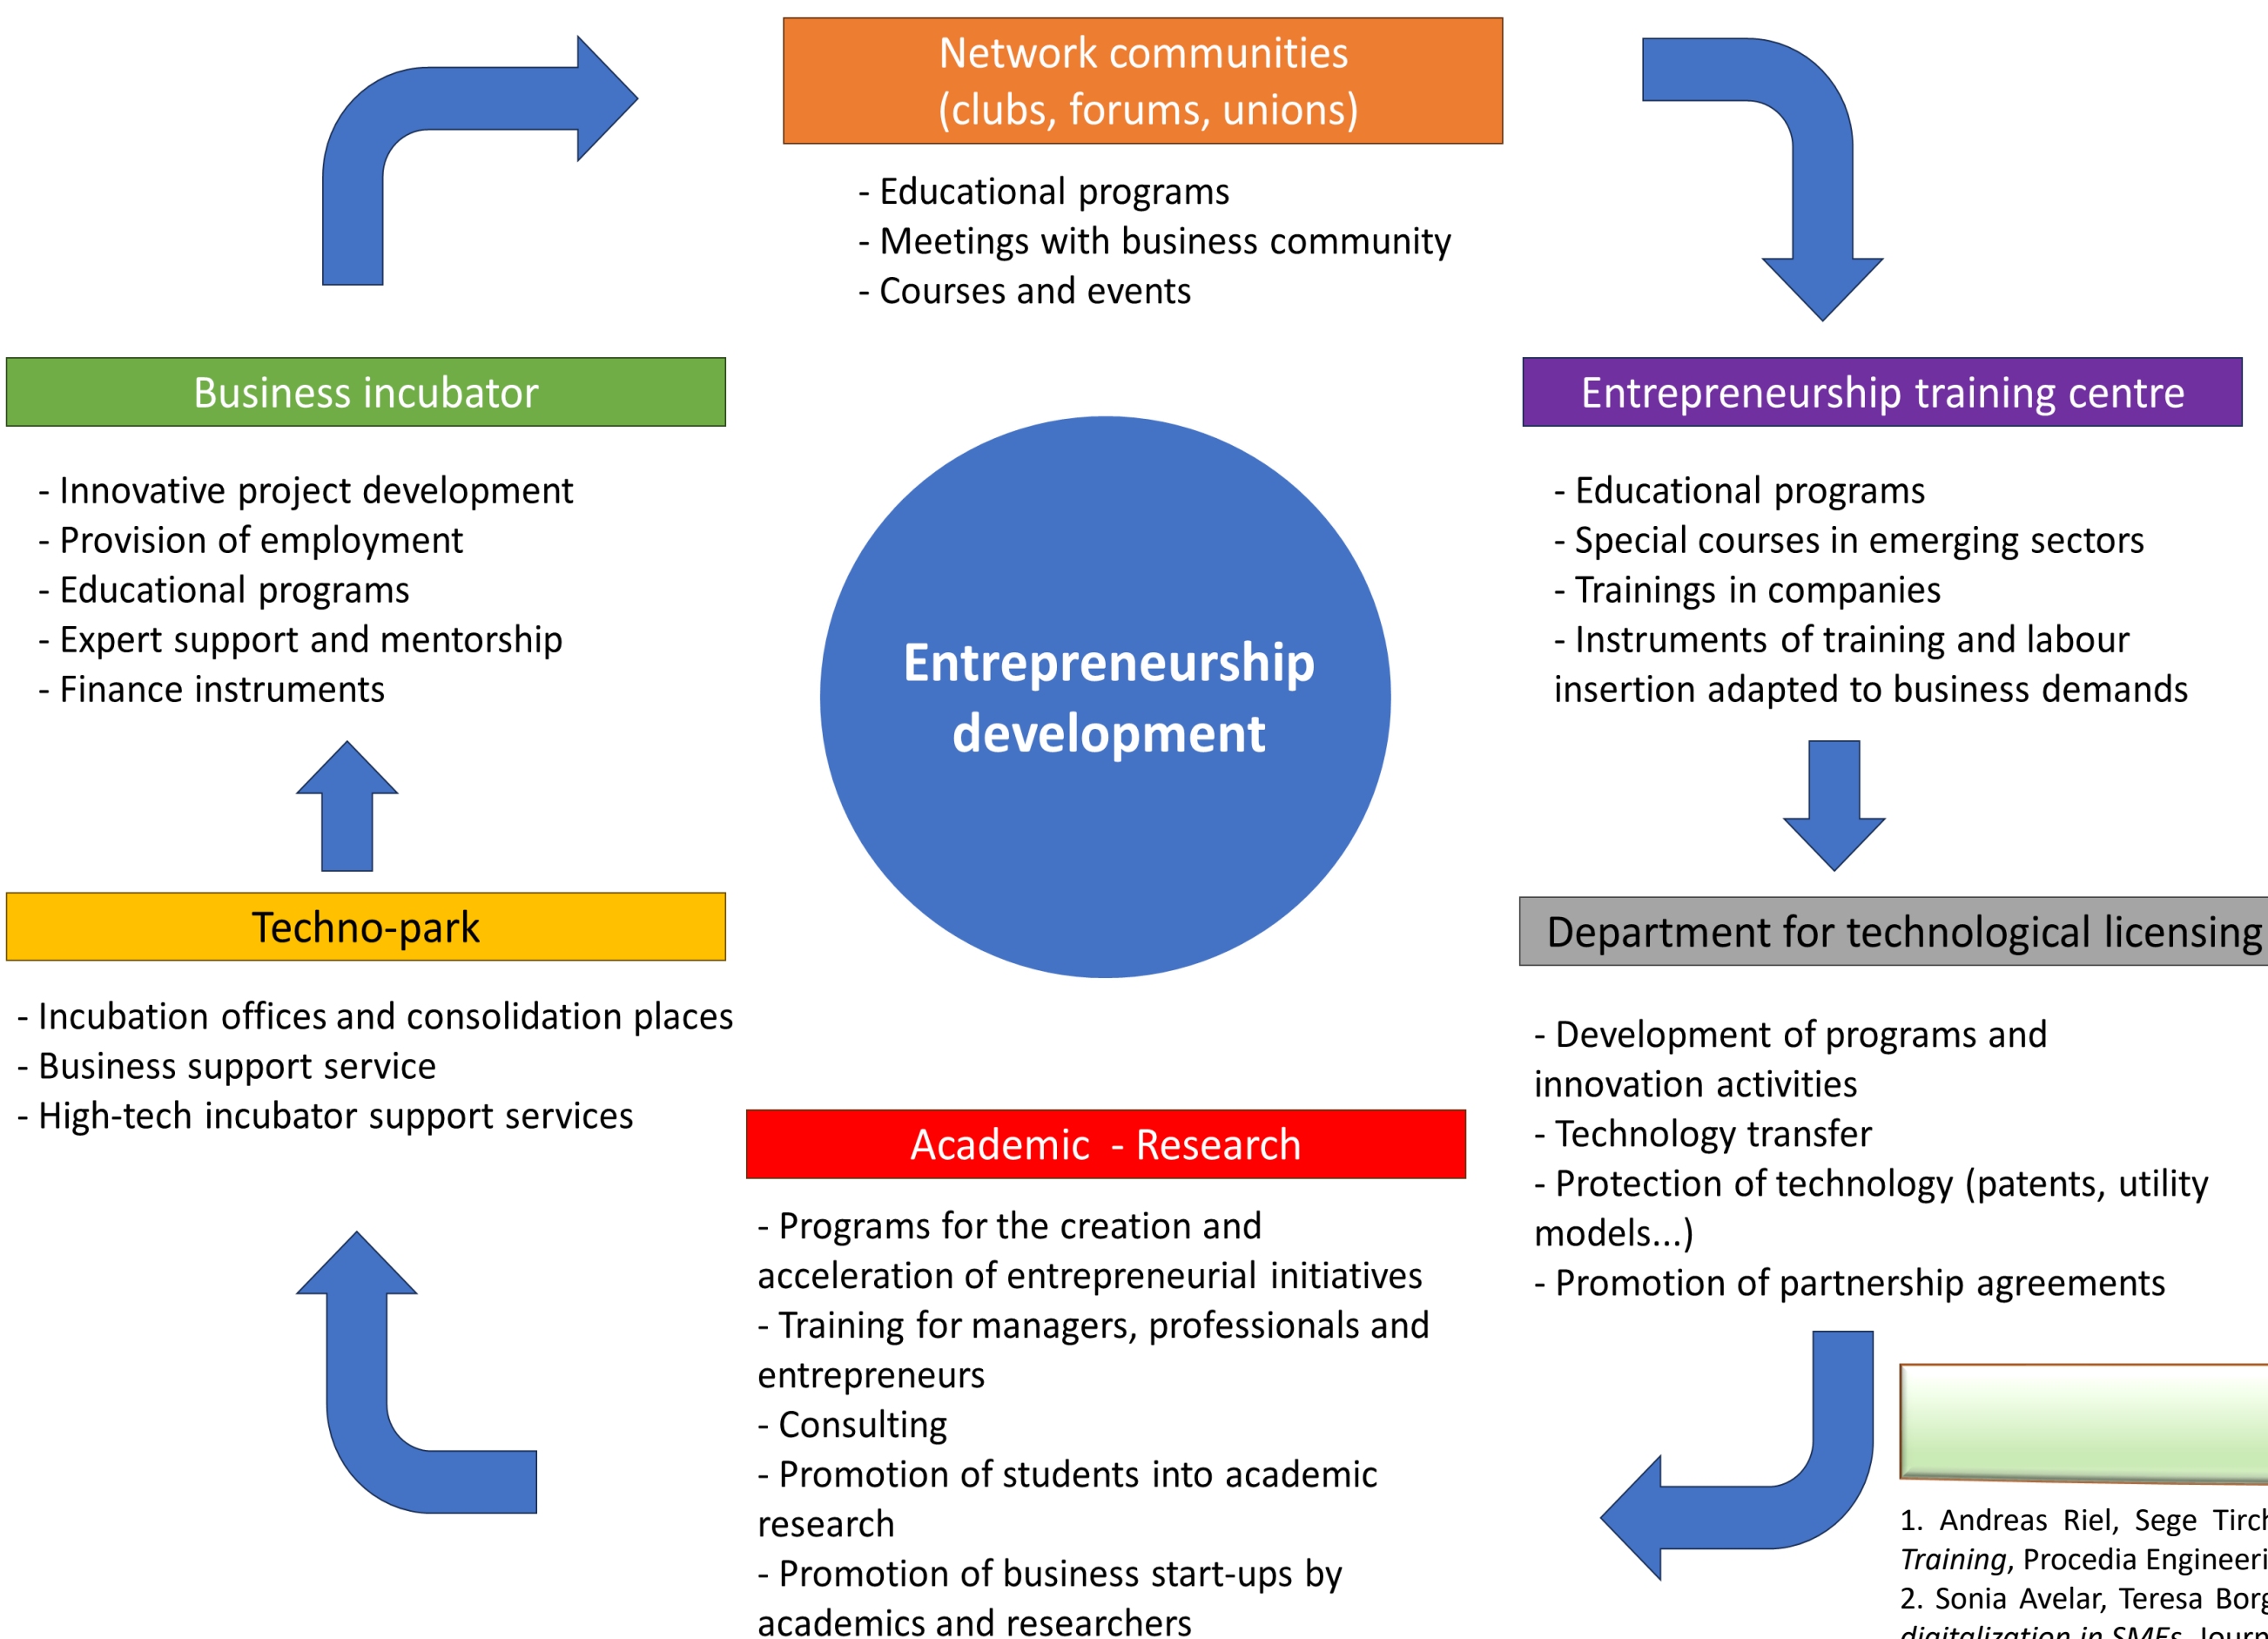 Network communities
(clubs, forums, unions)
- Educational programs
- Meetings with business community
- Courses and events
Business incubator
- Innovative project development
- Provision of employment
- Educational programs
- Expert support and mentorship
- Finance instruments
Entrepreneurship
development
Entrepreneurship training centre
- Educational programs
- Special courses in emerging sectors
- Trainings in companies
- Instruments of training and labour
insertion adapted to business demands
Techno-park
- Incubation offices and consolidation places
- Business support service
- High-tech incubator support services
Department for technological licensing
- Development of programs and
innovation activities
- Technology transfer
- Protection of technology (patents, utility
models...)
- Promotion of partnership agreements
Academic - Research
- Programs for the creation and
acceleration of entrepreneurial initiatives
- Training for managers, professionals and
entrepreneurs
- Consulting
- Promotion of students into academic
research
- Promotion of business start-ups by
academics and researchers
1. Andreas Riel, Sege
Training, Procedia
2. Sonia Avelar, Teresa
digitalization in SMEs,